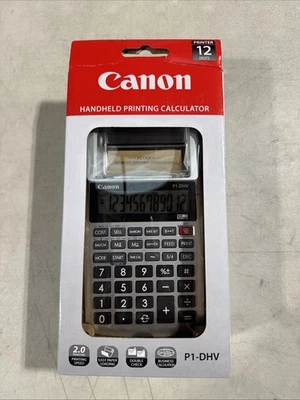 PRINTER
12
DIGITS
Canon
HANDHELD PRINTING CALCULATOR
Canon P1-DHV
123456789012
COST SELL MARGIN
MODE START
7 8 9 %±
4 5 6 ×
1 2 3 +
0 .
2.0
PRINTING SPEED
EASY PAPER LOADING
DOUBLE CHECK
BUSINESS CALCULATION
P1-DHV